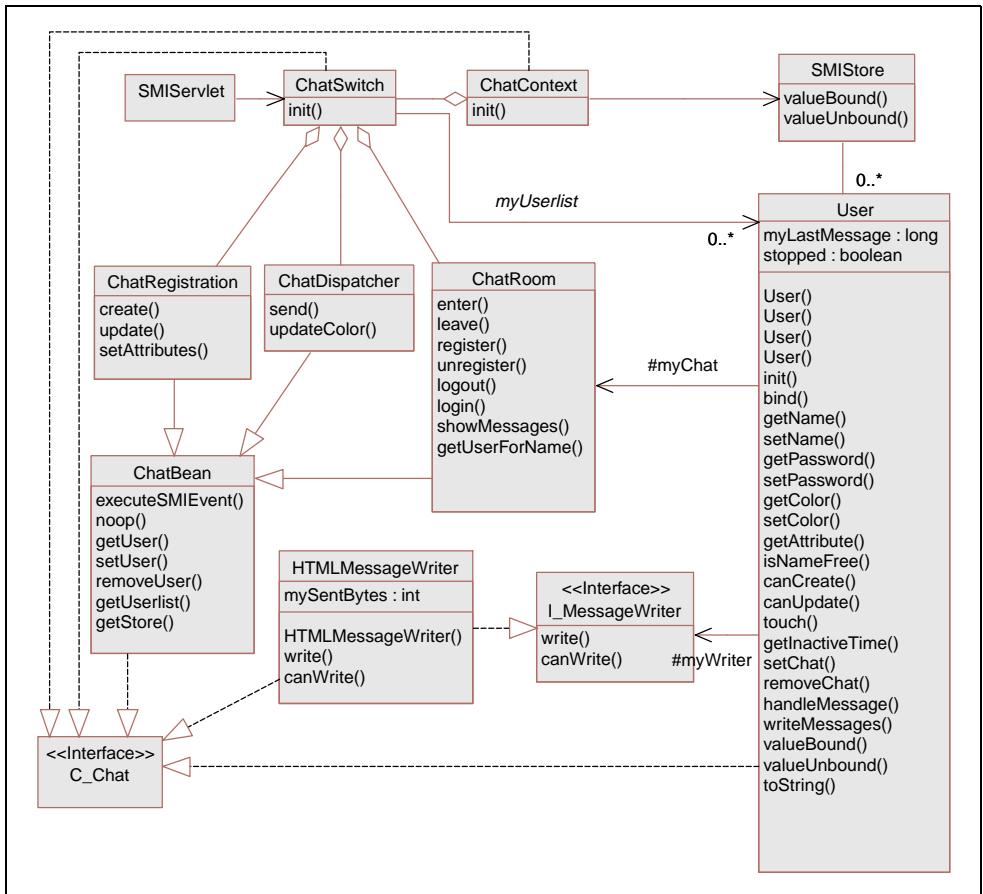 SMIServlet
ChatSwitch
init()
ChatContext
init()
SMIStore
valueBound()
valueUnbound()
0..*
myUserlist
0..*
User
myLastMessage : long
stopped : boolean
User()
User()
User()
User()
init()
bind()
getName()
setName()
getPassword()
setPassword()
getColor()
setColor()
getAttribute()
isNameFree()
canCreate()
canUpdate()
touch()
getInactiveTime()
setChat()
removeChat()
handleMessage()
writeMessages()
valueBound()
valueUnbound()
toString()
ChatRegistration
create()
update()
setAttributes()
ChatDispatcher
send()
updateColor()
ChatRoom
enter()
leave()
register()
unregister()
logout()
login()
showMessages()
getUserForName()
#myChat
ChatBean
executeSMIEvent()
noop()
getUser()
setUser()
removeUser()
getUserlist()
getStore()
HTMLMessageWriter
mySentBytes : int
HTMLMessageWriter()
write()
canWrite()
<<Interface>>
I_MessageWriter
write()
canWrite()
#myWriter
<<Interface>>
C_Chat